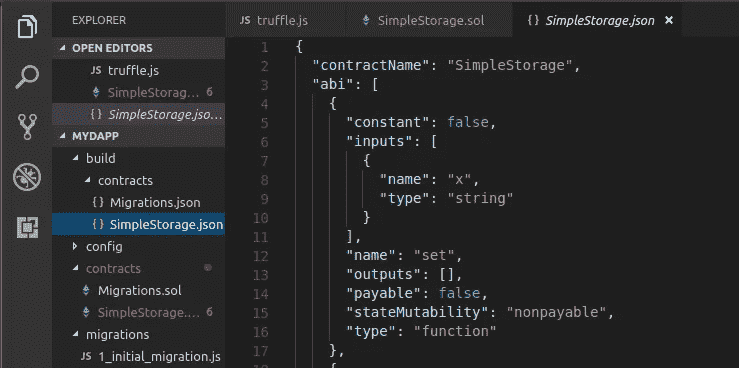 EXPLORER
OPEN EDITORS
JS truffle.js
SimpleStorag... 6
{ } SimpleStorage.jso...
MYDAPP
build
contracts
{ } Migrations.json
{ } SimpleStorage.json
config
contracts
Migrations.sol
SimpleStorage... 6
migrations
JS 1_initial_migration.js
JS truffle.js
SimpleStorage.sol
{ } SimpleStorage.json ×
1 {
2 "contractName": "SimpleStorage",
3 "abi": [
4 {
5 "constant": false,
6 "inputs": [
7 {
8 "name": "x",
9 "type": "string"
10 }
11 ],
12 "name": "set",
13 "outputs": [],
14 "payable": false,
15 "stateMutability": "nonpayable",
16 "type": "function"
17 },